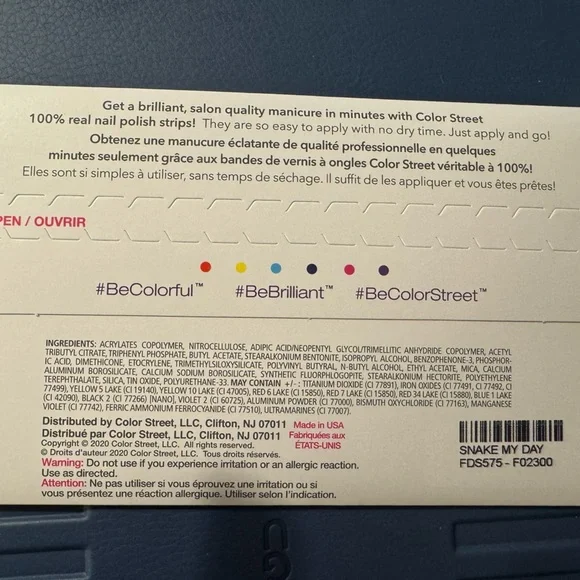 Get a brilliant, salon quality manicure in minutes with Color Street
100% real nail polish strips! They are so easy to apply with no dry time. Just apply and go!
Obtenez une manucure éclatante de qualité professionnelle en quelques
minutes seulement grâce aux bandes de vernis à ongles Color Street véritable à 100%!
Elles sont si simples à utiliser, sans temps de séchage. Il suffit de les appliquer et vous êtes prêtes!
PEN / OUVRIR
#BeColorful™ #BeBrilliant™ #BeColorStreet™
INGREDIENTS: ACRYLATES COPOLYMER, NITROCELLULOSE, ADIPIC ACID/NEOPENTYL GLYCOL/TRIMELLITIC ANHYDRIDE COPOLYMER, ACETYL
TRIBUTYL CITRATE, TRIPHENYL PHOSPHATE, BUTYL ACETATE, STEARALKONIUM BENTONITE, ISOPROPYL ALCOHOL, BENZOPHENONE-3, PHOSPHOR-
IC ACID, DIMETHICONE, ETOCRYLENE, TRIMETHYLSILOXYSILICATE, POLYVINYL BUTYRAL, N-BUTYL ALCOHOL, ETHYL ACETATE, MICA, CALCIUM
ALUMINUM BOROSILICATE, CALCIUM SODIUM BOROSILICATE, SYNTHETIC FLUORPHLOGOPITE, STEARALKONIUM HECTORITE, POLYETHYLENE
TEREPHTHALATE, SILICA, TIN OXIDE, POLYURETHANE-33. MAY CONTAIN +/-: TITANIUM DIOXIDE (CI 77891), IRON OXIDES (CI 77491, CI 77492, CI
77499), YELLOW 5 LAKE (CI 19140), YELLOW 10 LAKE (CI 47005), RED 6 LAKE (CI 15850), RED 7 LAKE (CI 15850), RED 34 LAKE (CI 15880), BLUE 1 LAKE
(CI 42090), BLACK 2 (CI 77266) [NANO], VIOLET 2 (CI 60725), ALUMINUM POWDER (CI 77000), BISMUTH OXYCHLORIDE (CI 77163), MANGANESE
VIOLET (CI 77742), FERRIC AMMONIUM FERROCYANIDE (CI 77510), ULTRAMARINES (CI 77007).
Distributed by Color Street, LLC, Clifton, NJ 07011 Made in USA
Distribué par Color Street, LLC, Clifton, NJ 07011 Fabriquées aux
Copyright © 2020 Color Street, LLC. All rights reserved. ÉTATS-UNIS
© Droits d'auteur 2020 Color Street, LLC. Tous droits réservés.
Warning: Do not use if you experience irritation or an allergic reaction.
Use as directed.
Attention: Ne pas utiliser si vous éprouvez une irritation ou si
vous présentez une réaction allergique. Utiliser selon l'indication.
SNAKE MY DAY
FDS575 - F02300